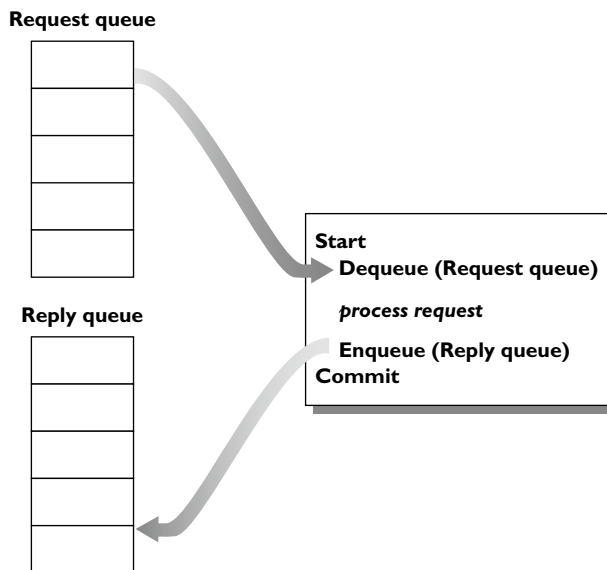 Request queue
Start
Dequeue (Request queue)
process request
Enqueue (Reply queue)
Commit
Reply queue